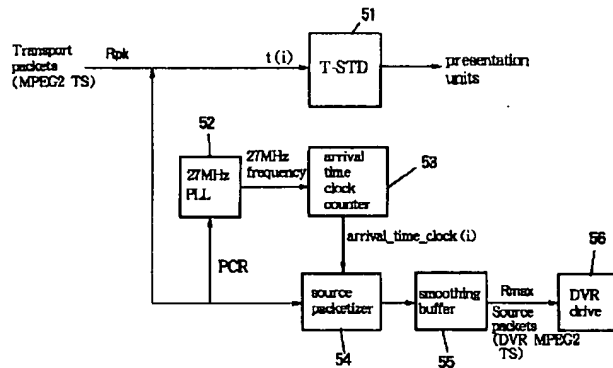 51
Transport
packets
(MPEG2 TS)
Rpk
t(i)
T-STD
presentation
units
52
27MHz
PLL
27MHz
frequency
arrival
time
clock
counter
53
arrival_time_clock(i)
PCR
source
packetizer
54
smoothing
buffer
55
Rmax
Source
packets
(DVR MPEG2
TS)
56
DVR
drive